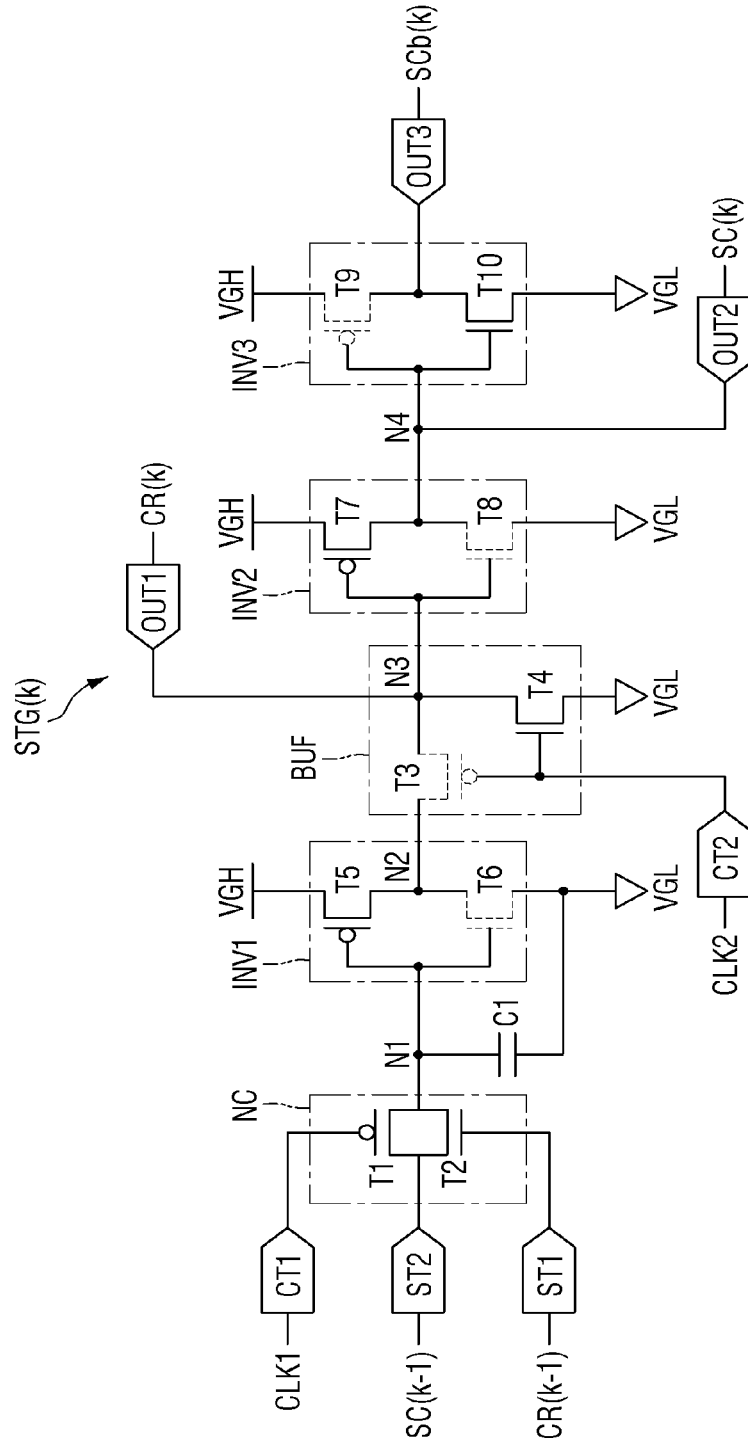 STG(k)
CLK1
CT1
SC(k-1)
ST2
CR(k-1)
ST1
NC
T1
T2
N1
C1
INV1
VGH
T5
N2
T6
VGL
CLK2
CT2
BUF
T3
N3
T4
VGL
OUT1
CR(k)
INV2
VGH
T7
T8
VGL
N4
INV3
VGH
T9
T10
VGL
OUT3
SCb(k)
OUT2
SC(k)